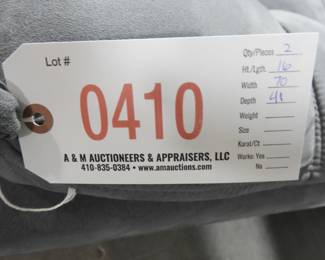 Lot #
0410
A & M AUCTIONEERS & APPRAISERS, LLC
410-835-0384 • www.amauctions.com
Qty/Pieces 2
Ht./Lgth. 16
Width 70
Depth 41
Weight
Size
Karat/Ct
Works: Yes
No